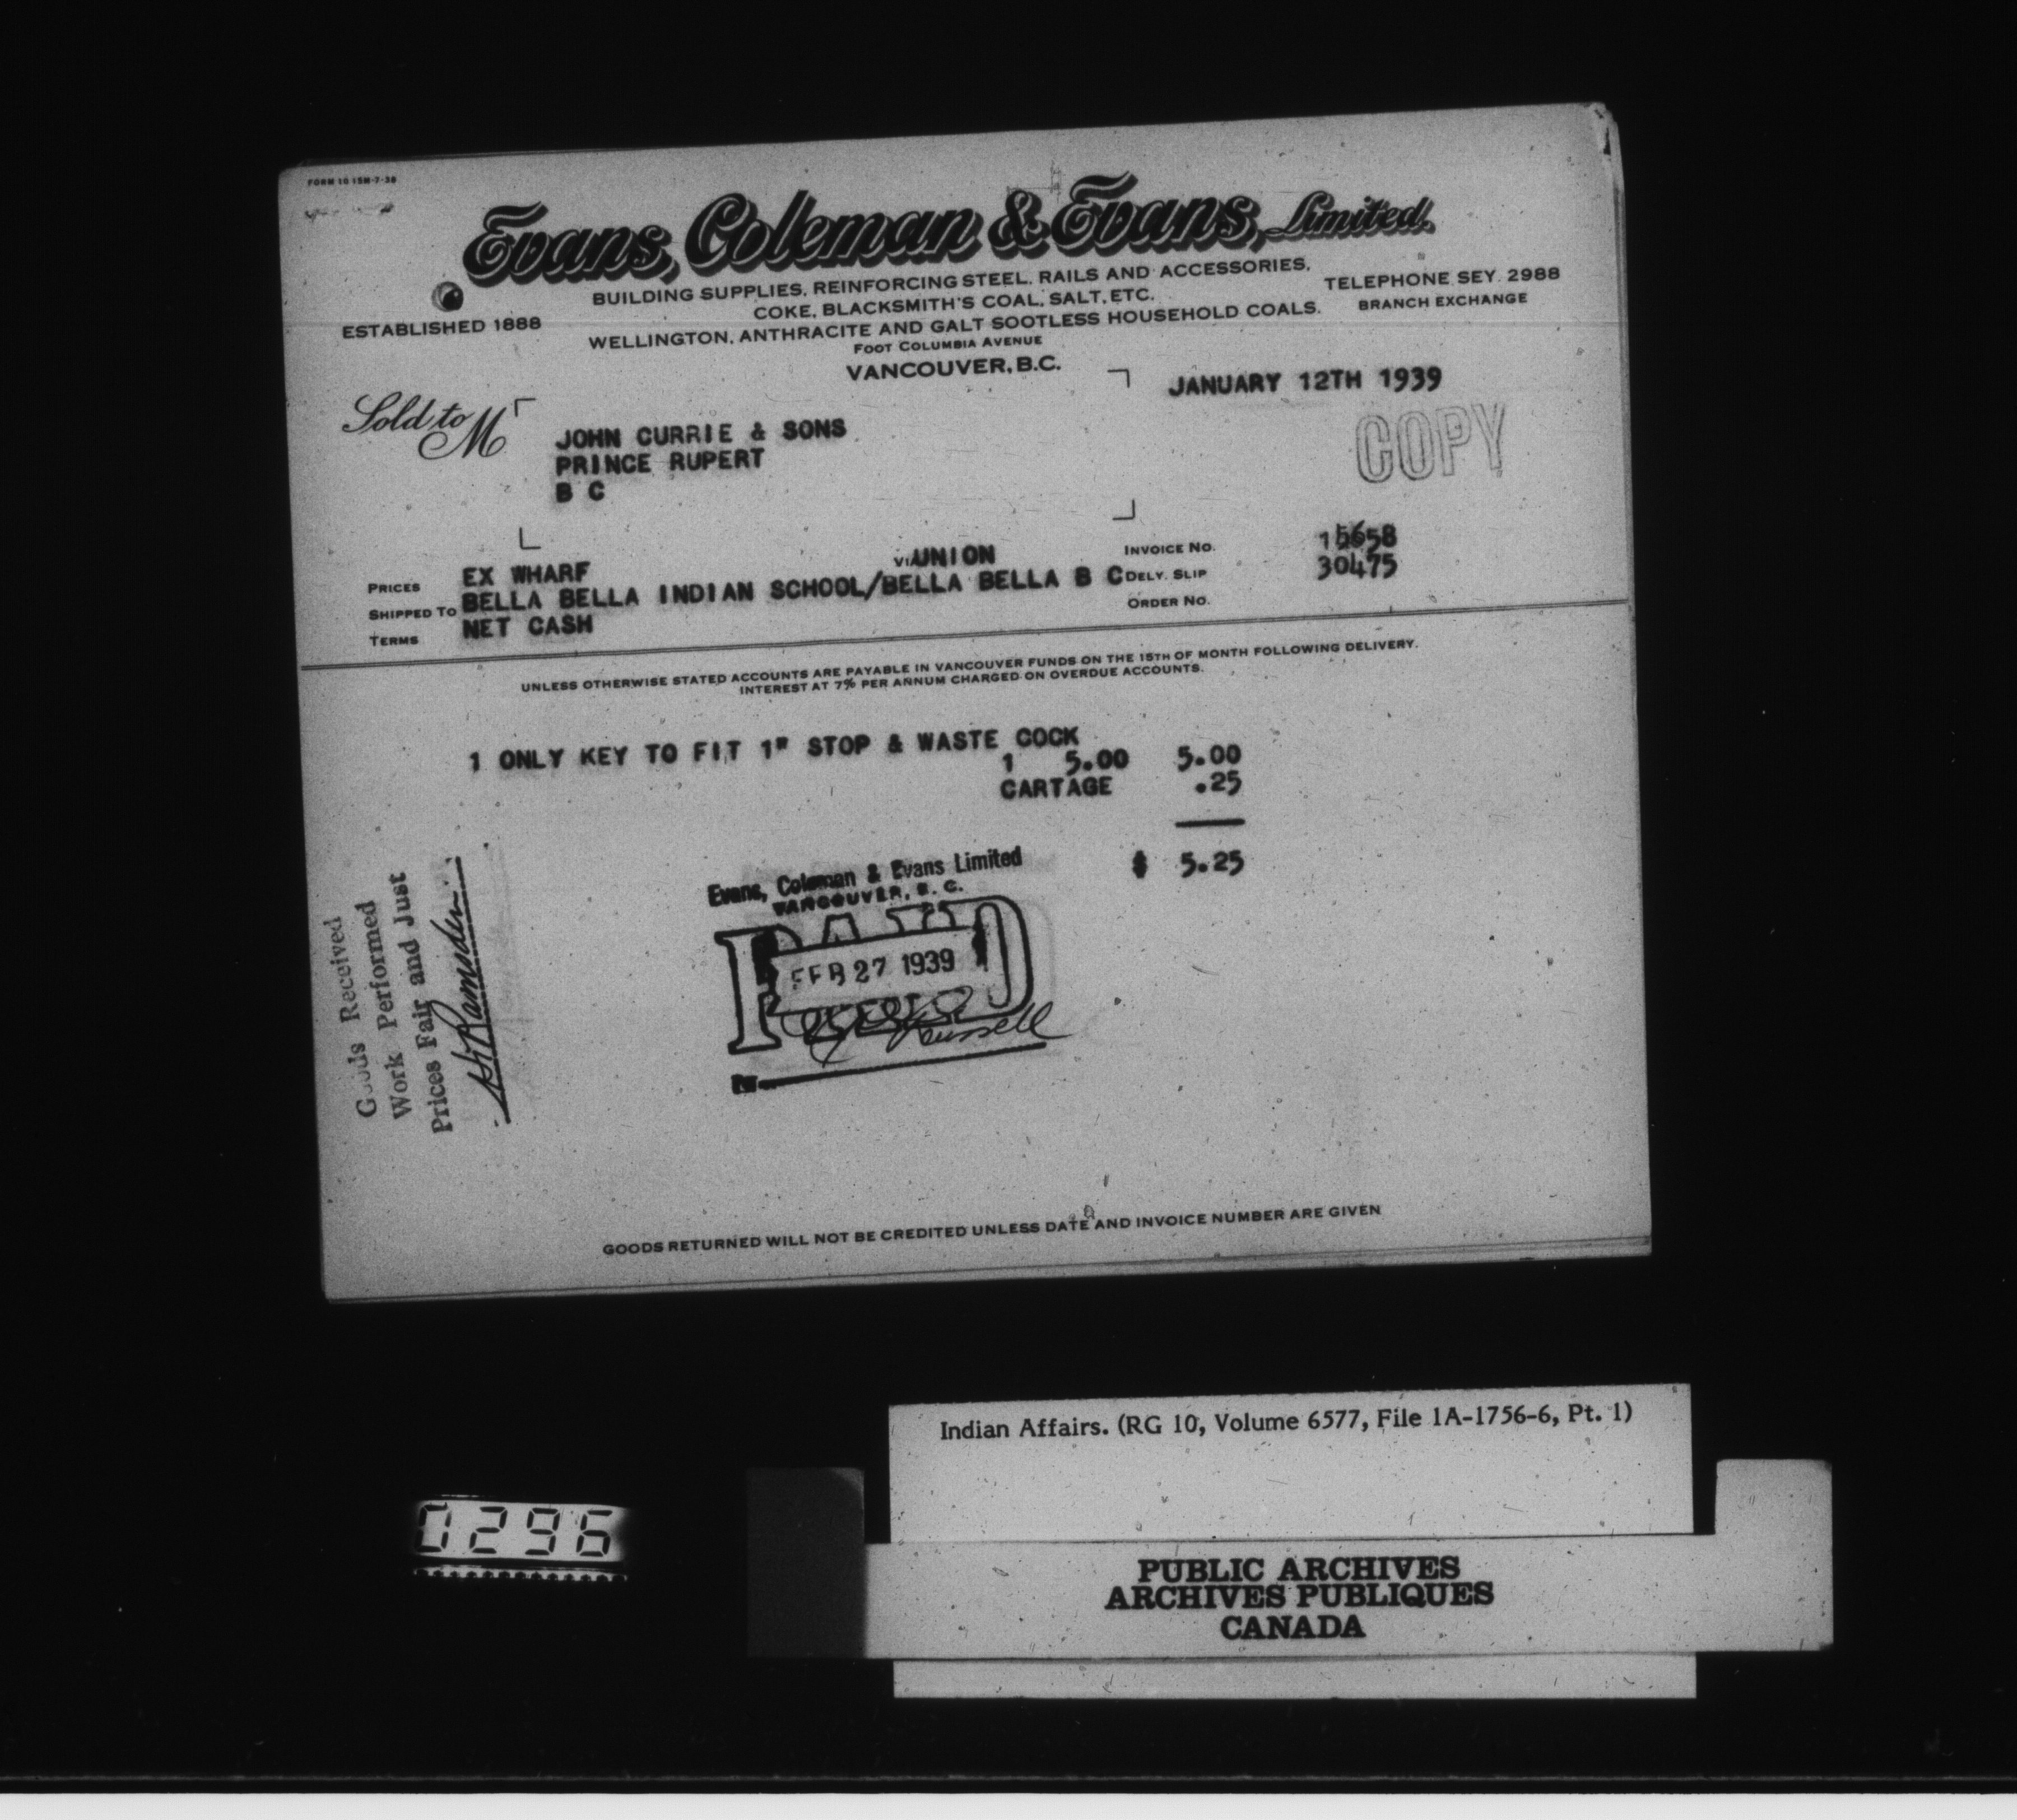 FORM 10 15M-7-38
Evans, Coleman & Evans, Limited.
BUILDING SUPPLIES, REINFORCING STEEL, RAILS AND ACCESSORIES,
COKE, BLACKSMITH'S COAL, SALT, ETC.
WELLINGTON, ANTHRACITE AND GALT SOOTLESS HOUSEHOLD COALS.
FOOT COLUMBIA AVENUE
VANCOUVER, B.C.
ESTABLISHED 1888
TELEPHONE SEY. 2988
BRANCH EXCHANGE
JANUARY 12TH 1939
COPY
Sold to M
JOHN CURRIE & SONS
PRINCE RUPERT
B C
PRICES EX WHARF VIA UNION
SHIPPED TO BELLA BELLA INDIAN SCHOOL/BELLA BELLA B C
TERMS NET CASH
INVOICE NO. 15658
DELY. SLIP 30475
ORDER NO.
UNLESS OTHERWISE STATED ACCOUNTS ARE PAYABLE IN VANCOUVER FUNDS ON THE 15TH OF MONTH FOLLOWING DELIVERY.
INTEREST AT 7% PER ANNUM CHARGED ON OVERDUE ACCOUNTS.
1 ONLY KEY TO FIT 1" STOP & WASTE COCK
1 5.00 5.00
CARTAGE .25
$ 5.25
Evans, Coleman & Evans Limited
VANCOUVER, B. C.
PAID
FEB 27 1939
Russell
Per
Goods Received
Work Performed
Prices Fair and Just
Ramsden
GOODS RETURNED WILL NOT BE CREDITED UNLESS DATE AND INVOICE NUMBER ARE GIVEN
Indian Affairs. (RG 10, Volume 6577, File 1A-1756-6, Pt. 1)
0296
PUBLIC ARCHIVES
ARCHIVES PUBLIQUES
CANADA